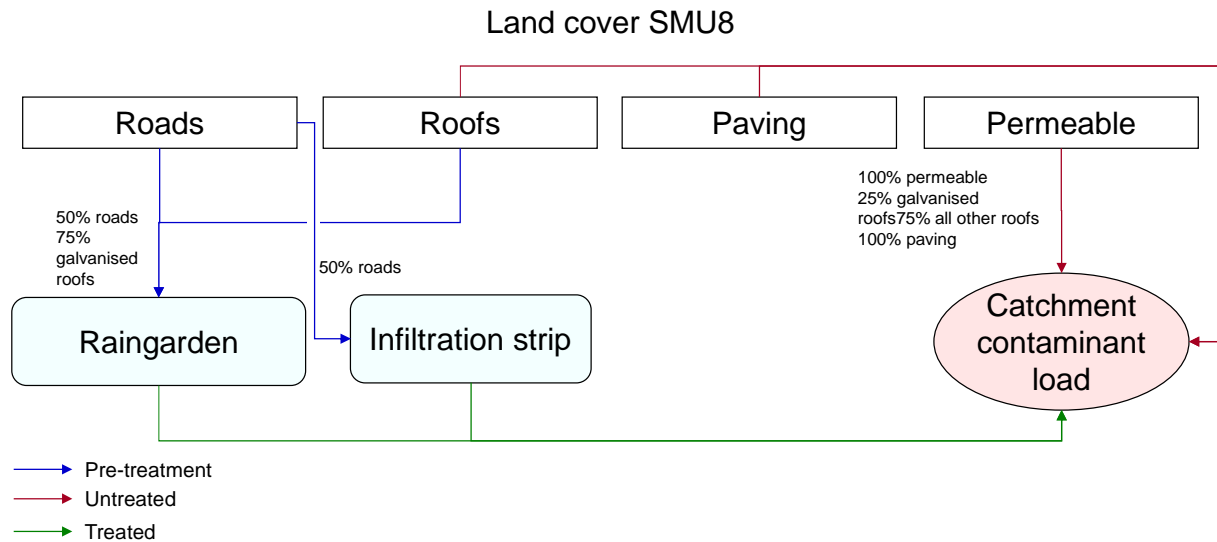 Land cover SMU8
Roads
Roofs
Paving
Permeable
100% permeable
25% galvanised
roofs75% all other roofs
100% paving
50% roads
75%
galvanised
roofs
50% roads
Raingarden
Infiltration strip
Catchment
contaminant
load
Pre-treatment
Untreated
Treated